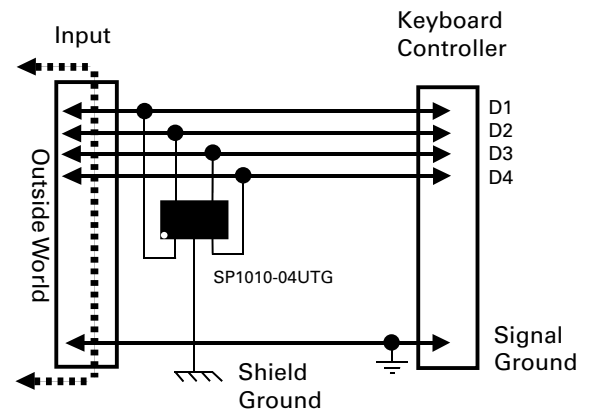 Input
Keyboard
Controller
D1
D2
D3
D4
Outside World
SP1010-04UTG
Signal
Ground
Shield
Ground